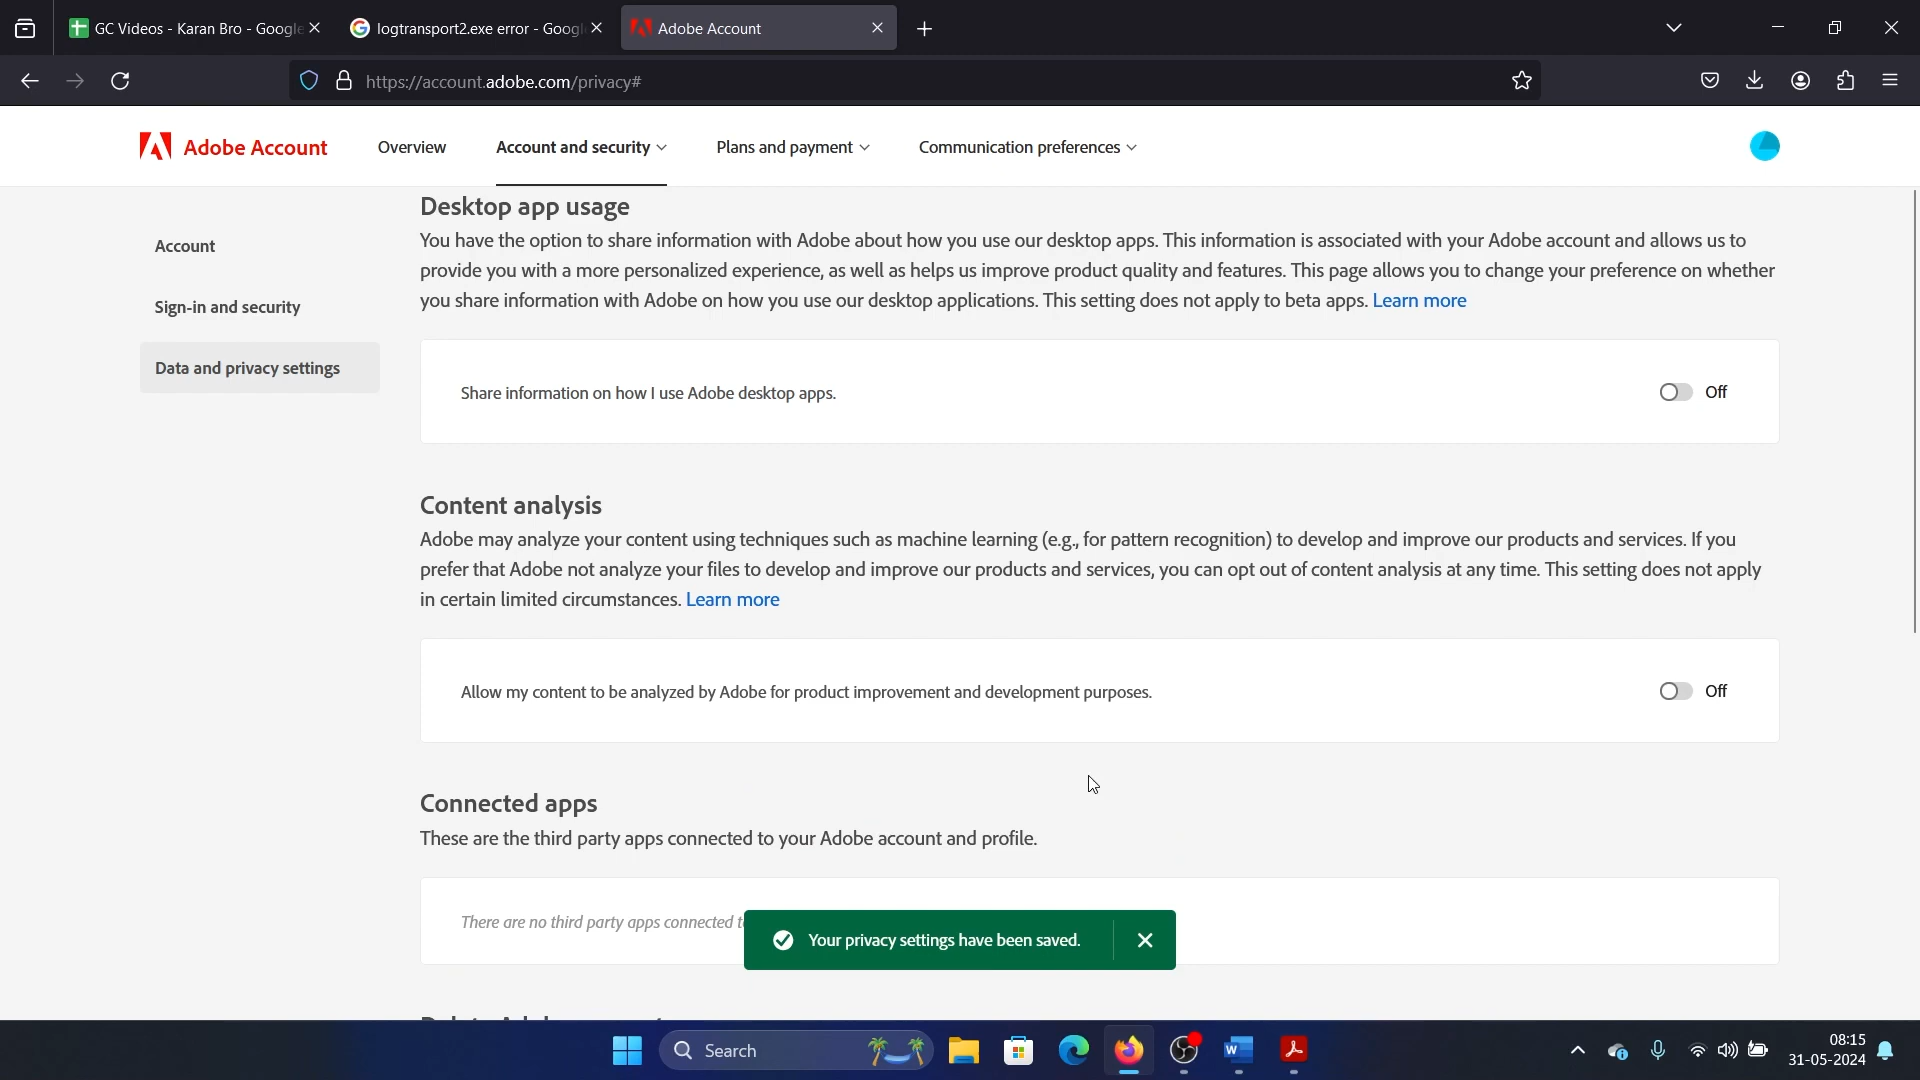 GC Videos - Karan Bro - Google
logtransport2.exe error - Googl
Adobe Account
https://account.adobe.com/privacy#
Adobe Account
Overview
Account and security
Plans and payment
Communication preferences
Account
Sign-in and security
Data and privacy settings
Desktop app usage
You have the option to share information with Adobe about how you use our desktop apps. This information is associated with your Adobe account and allows us to
provide you with a more personalized experience, as well as helps us improve product quality and features. This page allows you to change your preference on whether
you share information with Adobe on how you use our desktop applications. This setting does not apply to beta apps. Learn more
Share information on how I use Adobe desktop apps.
Off
Content analysis
Adobe may analyze your content using techniques such as machine learning (e.g., for pattern recognition) to develop and improve our products and services. If you
prefer that Adobe not analyze your files to develop and improve our products and services, you can opt out of content analysis at any time. This setting does not apply
in certain limited circumstances. Learn more
Allow my content to be analyzed by Adobe for product improvement and development purposes.
Off
Connected apps
These are the third party apps connected to your Adobe account and profile.
There are no third party apps connected
Your privacy settings have been saved.
Search
08:15
31-05-2024